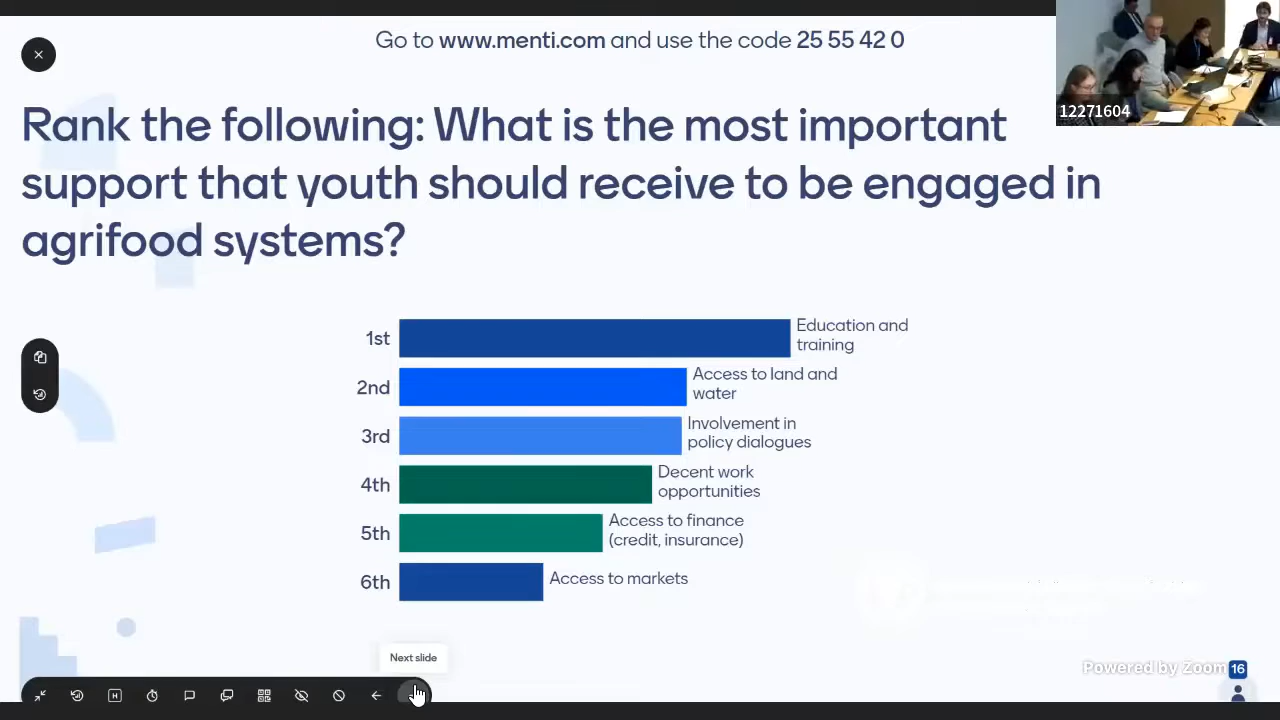 Go to www.menti.com and use the code 25 55 42 0
12271604
Rank the following: What is the most important
support that youth should receive to be engaged in
agrifood systems?
1st
Education and
training
2nd
Access to land and
water
3rd
Involvement in
policy dialogues
4th
Decent work
opportunities
5th
Access to finance
(credit, insurance)
6th
Access to markets
Next slide
H
Powered by Zoom
16